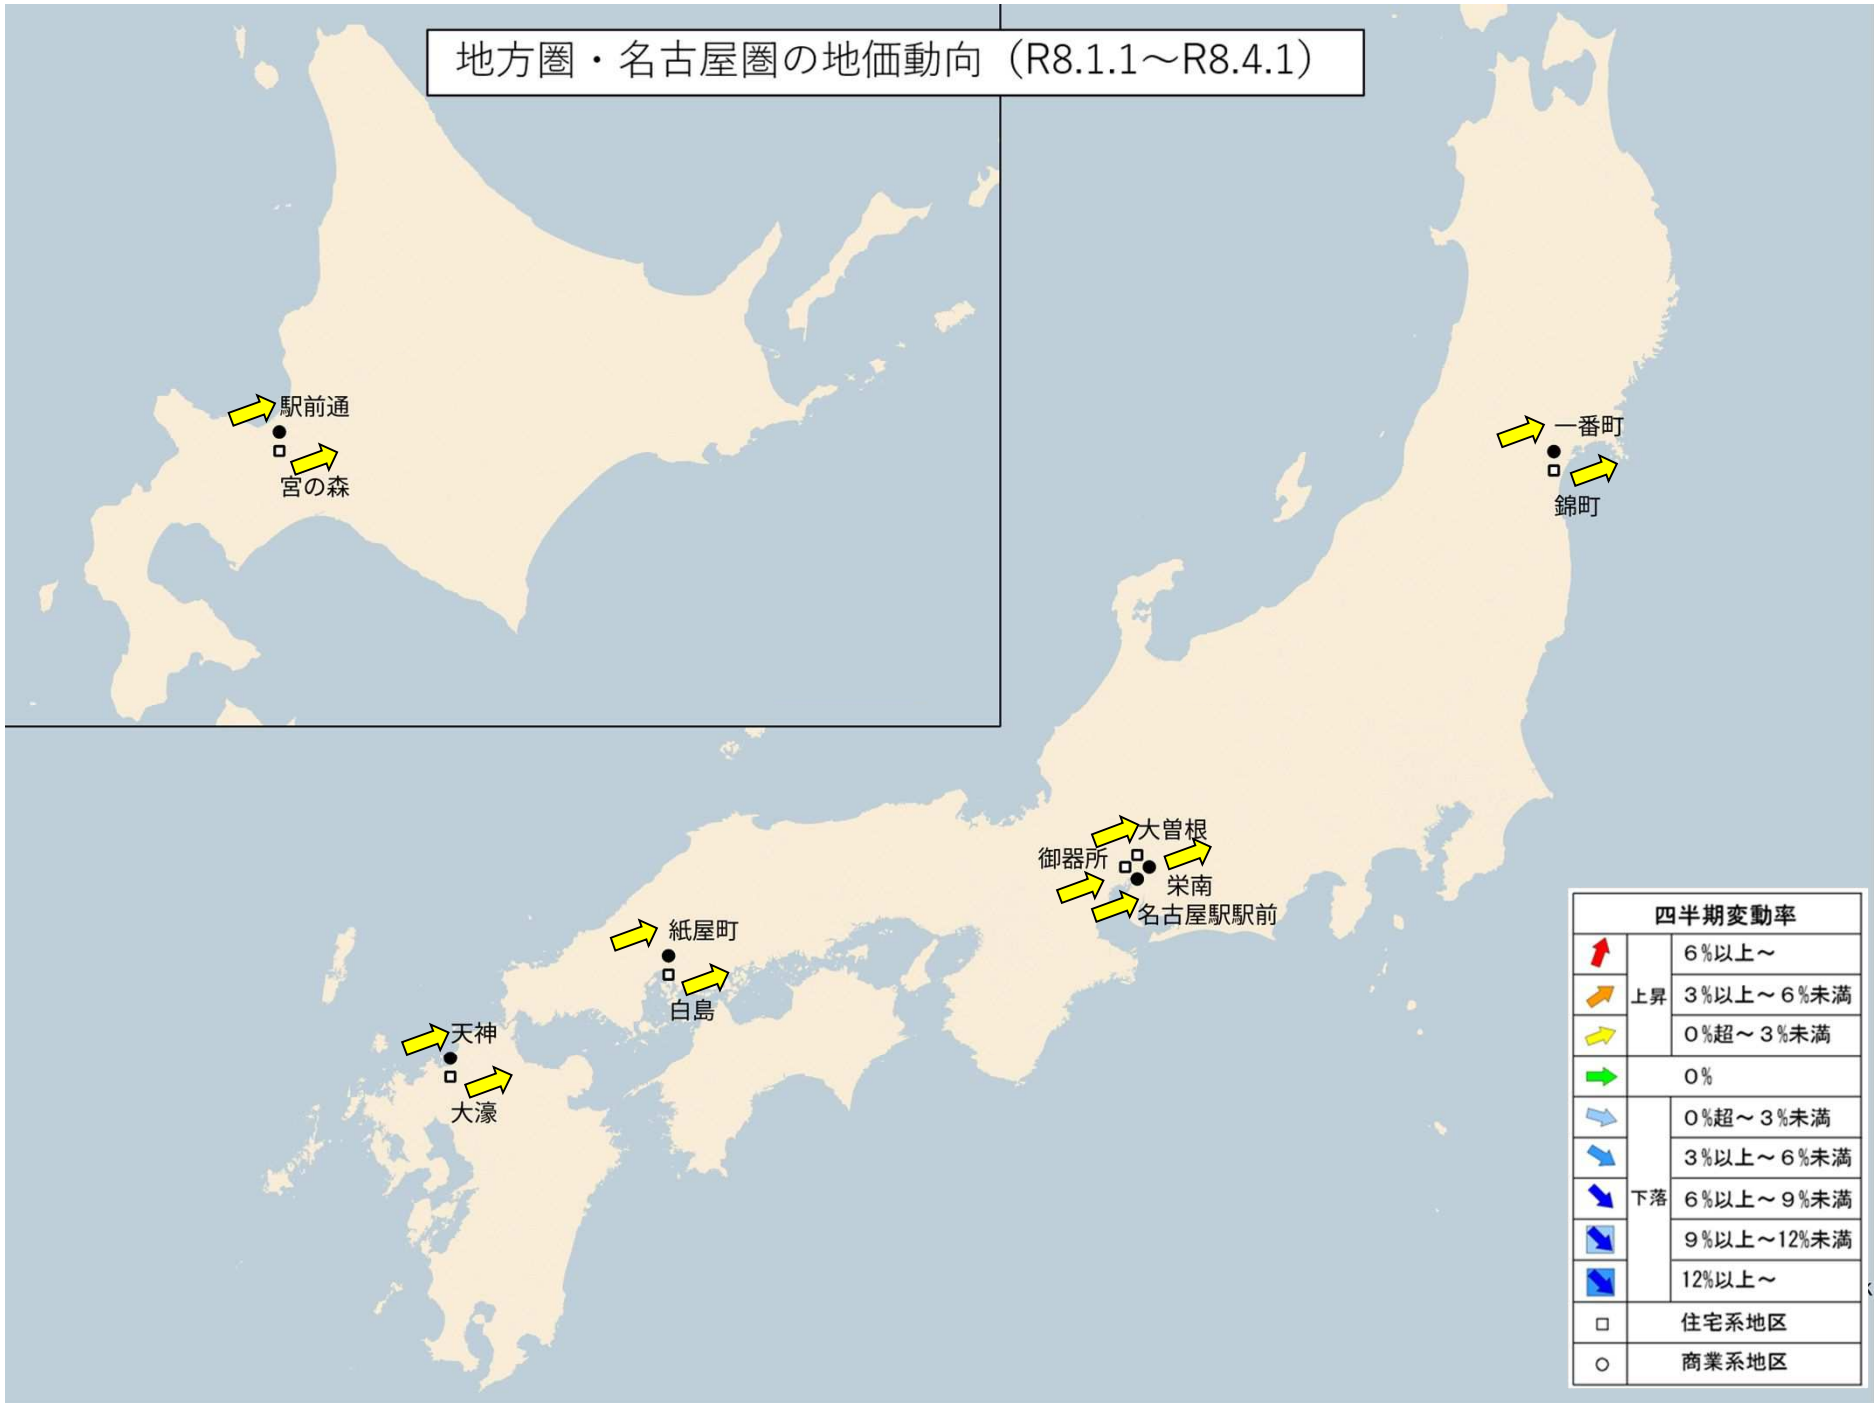 地方圏・名古屋圏の地価動向（R8.1.1～R8.4.1）
駅前通
宮の森
一番町
錦町
大曽根
御器所
栄南
名古屋駅駅前
紙屋町
白島
天神
大濠
四半期変動率
上昇
６%以上～
３%以上～６%未満
０%超～３%未満
０%
下落
０%超～３%未満
３%以上～６%未満
６%以上～９%未満
９%以上～12%未満
12%以上～
住宅系地区
商業系地区